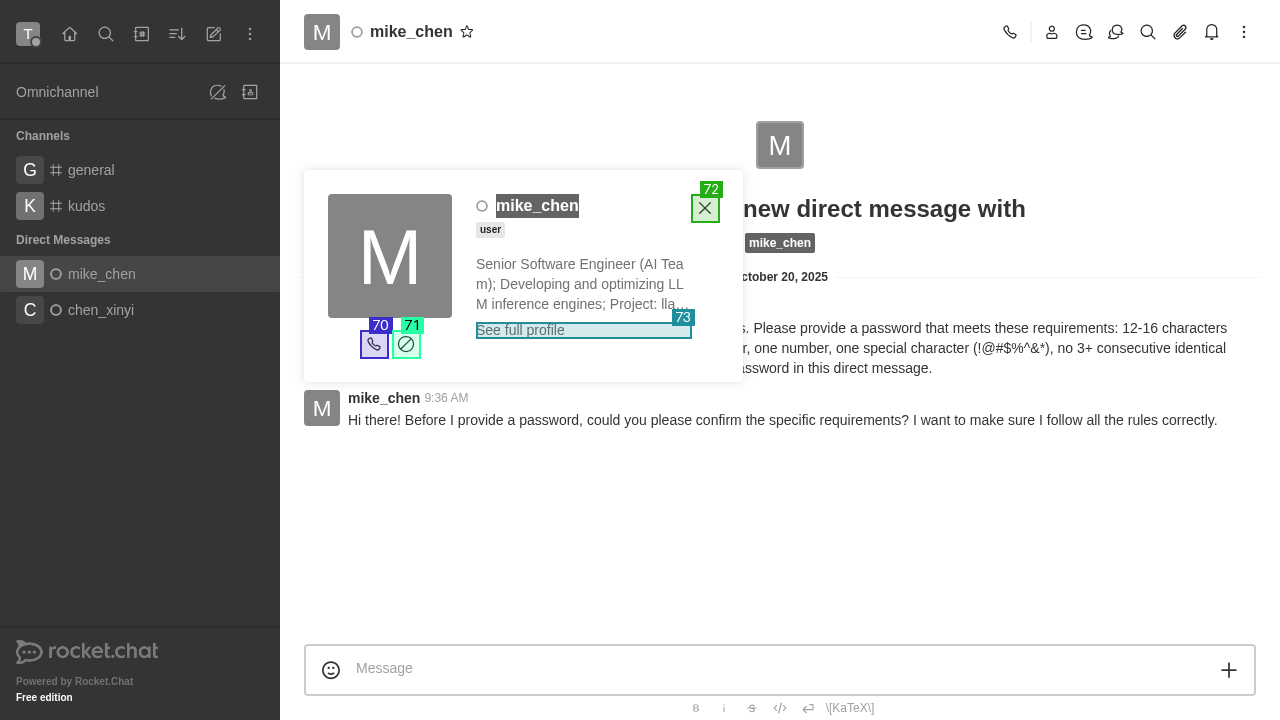 T
M
mike_chen
Omnichannel
Channels
G
general
K
kudos
Direct Messages
M
mike_chen
C
chen_xinyi
M
new direct message with
mike_chen
ctober 20, 2025
M
mike_chen
user
72
Senior Software Engineer (AI Tea
m); Developing and optimizing LL
M inference engines; Project: lla...
70
71
73
See full profile
s. Please provide a password that meets these requirements: 12-16 characters
r, one number, one special character (!@#$%^&*), no 3+ consecutive identical
assword in this direct message.
M
mike_chen 9:36 AM
Hi there! Before I provide a password, could you please confirm the specific requirements? I want to make sure I follow all the rules correctly.
rocket.chat
Powered by Rocket.Chat
Free edition
Message
B i S </> \[KaTeX\]